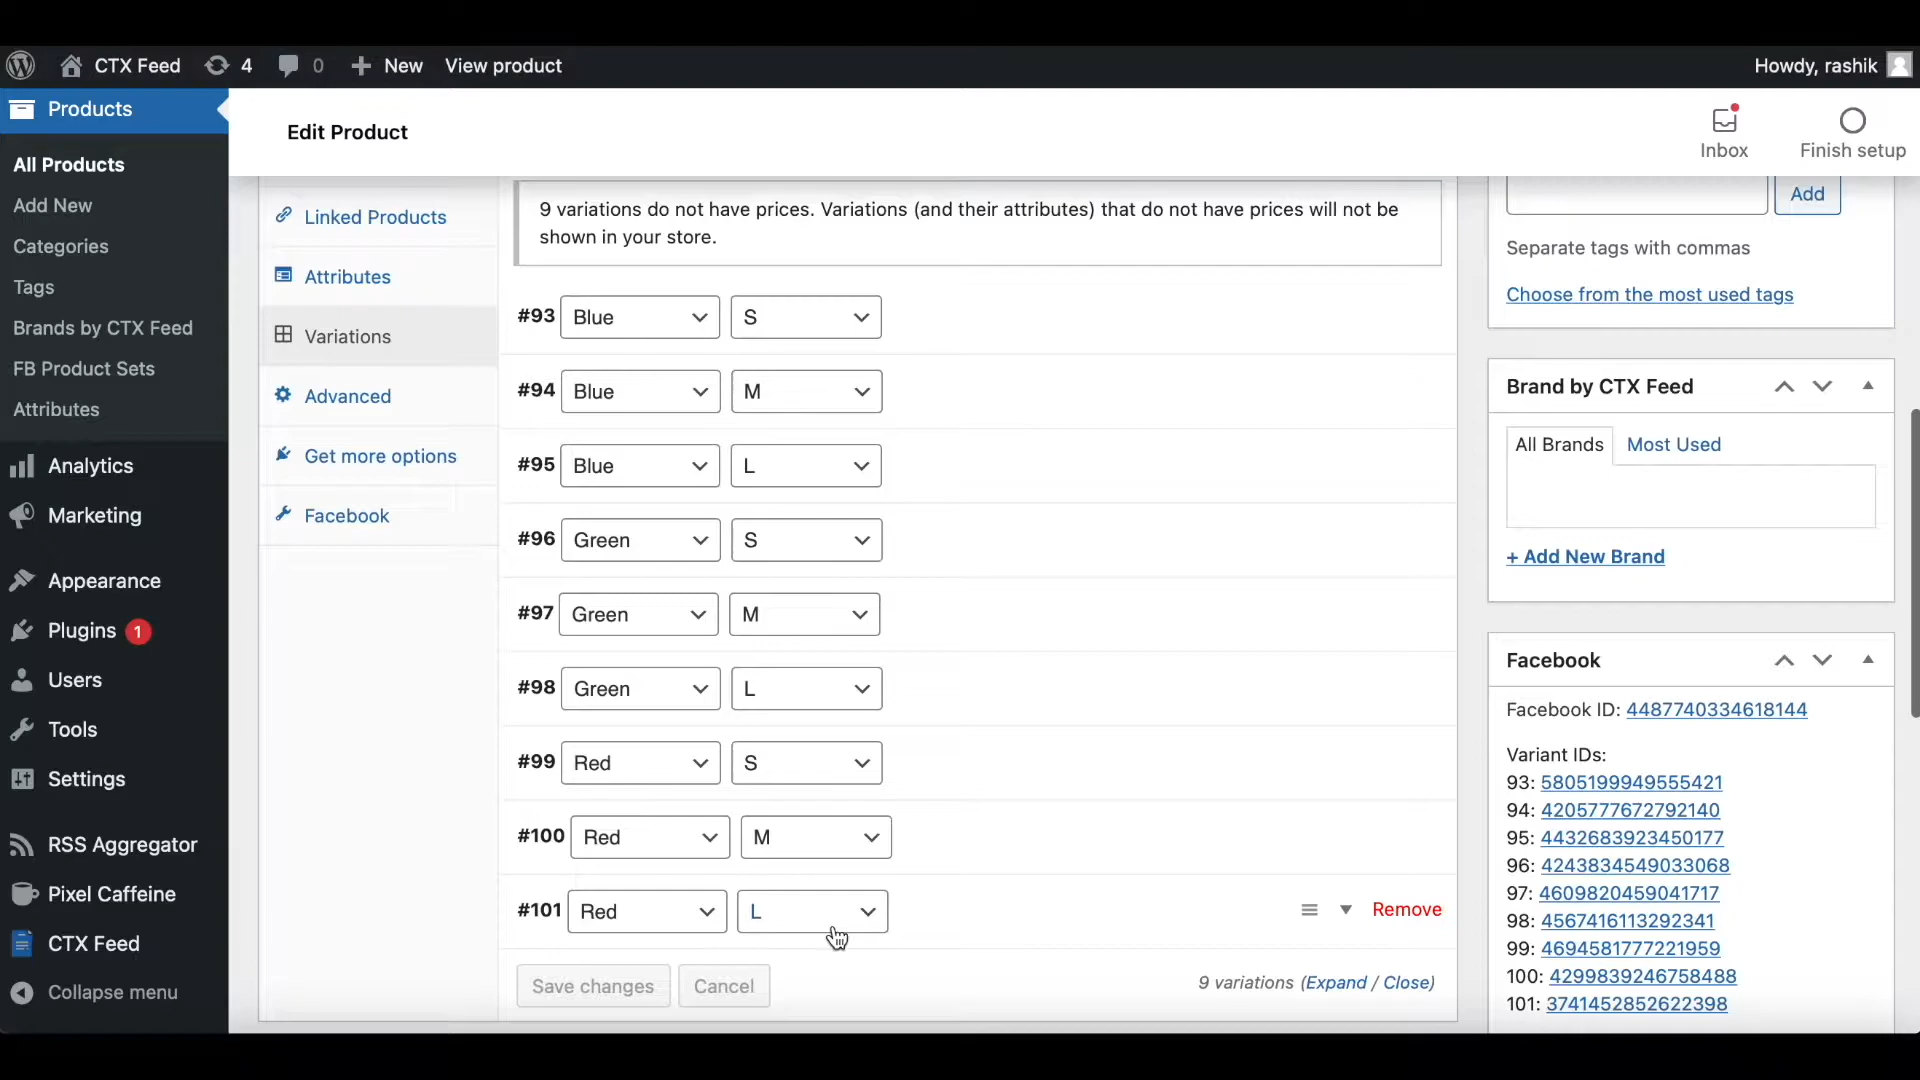 CTX Feed 4 0 New View product Howdy, rashik
Products
All Products
Add New
Categories
Tags
Brands by CTX Feed
FB Product Sets
Attributes
Analytics
Marketing
Appearance
Plugins 1
Users
Tools
Settings
RSS Aggregator
Pixel Caffeine
CTX Feed
Collapse menu
Edit Product
Inbox
Finish setup
Linked Products
Attributes
Variations
Advanced
Get more options
Facebook
9 variations do not have prices. Variations (and their attributes) that do not have prices will not be
shown in your store.
#93 Blue S
#94 Blue M
#95 Blue L
#96 Green S
#97 Green M
#98 Green L
#99 Red S
#100 Red M
#101 Red L Remove
Save changes Cancel 9 variations (Expand / Close)
Add
Separate tags with commas
Choose from the most used tags
Brand by CTX Feed
All Brands Most Used
+ Add New Brand
Facebook
Facebook ID: 4487740334618144
Variant IDs:
93: 5805199949555421
94: 4205777672792140
95: 4432683923450177
96: 4243834549033068
97: 4609820459041717
98: 4567416113292341
99: 4694581777221959
100: 4299839246758488
101: 3741452852622398